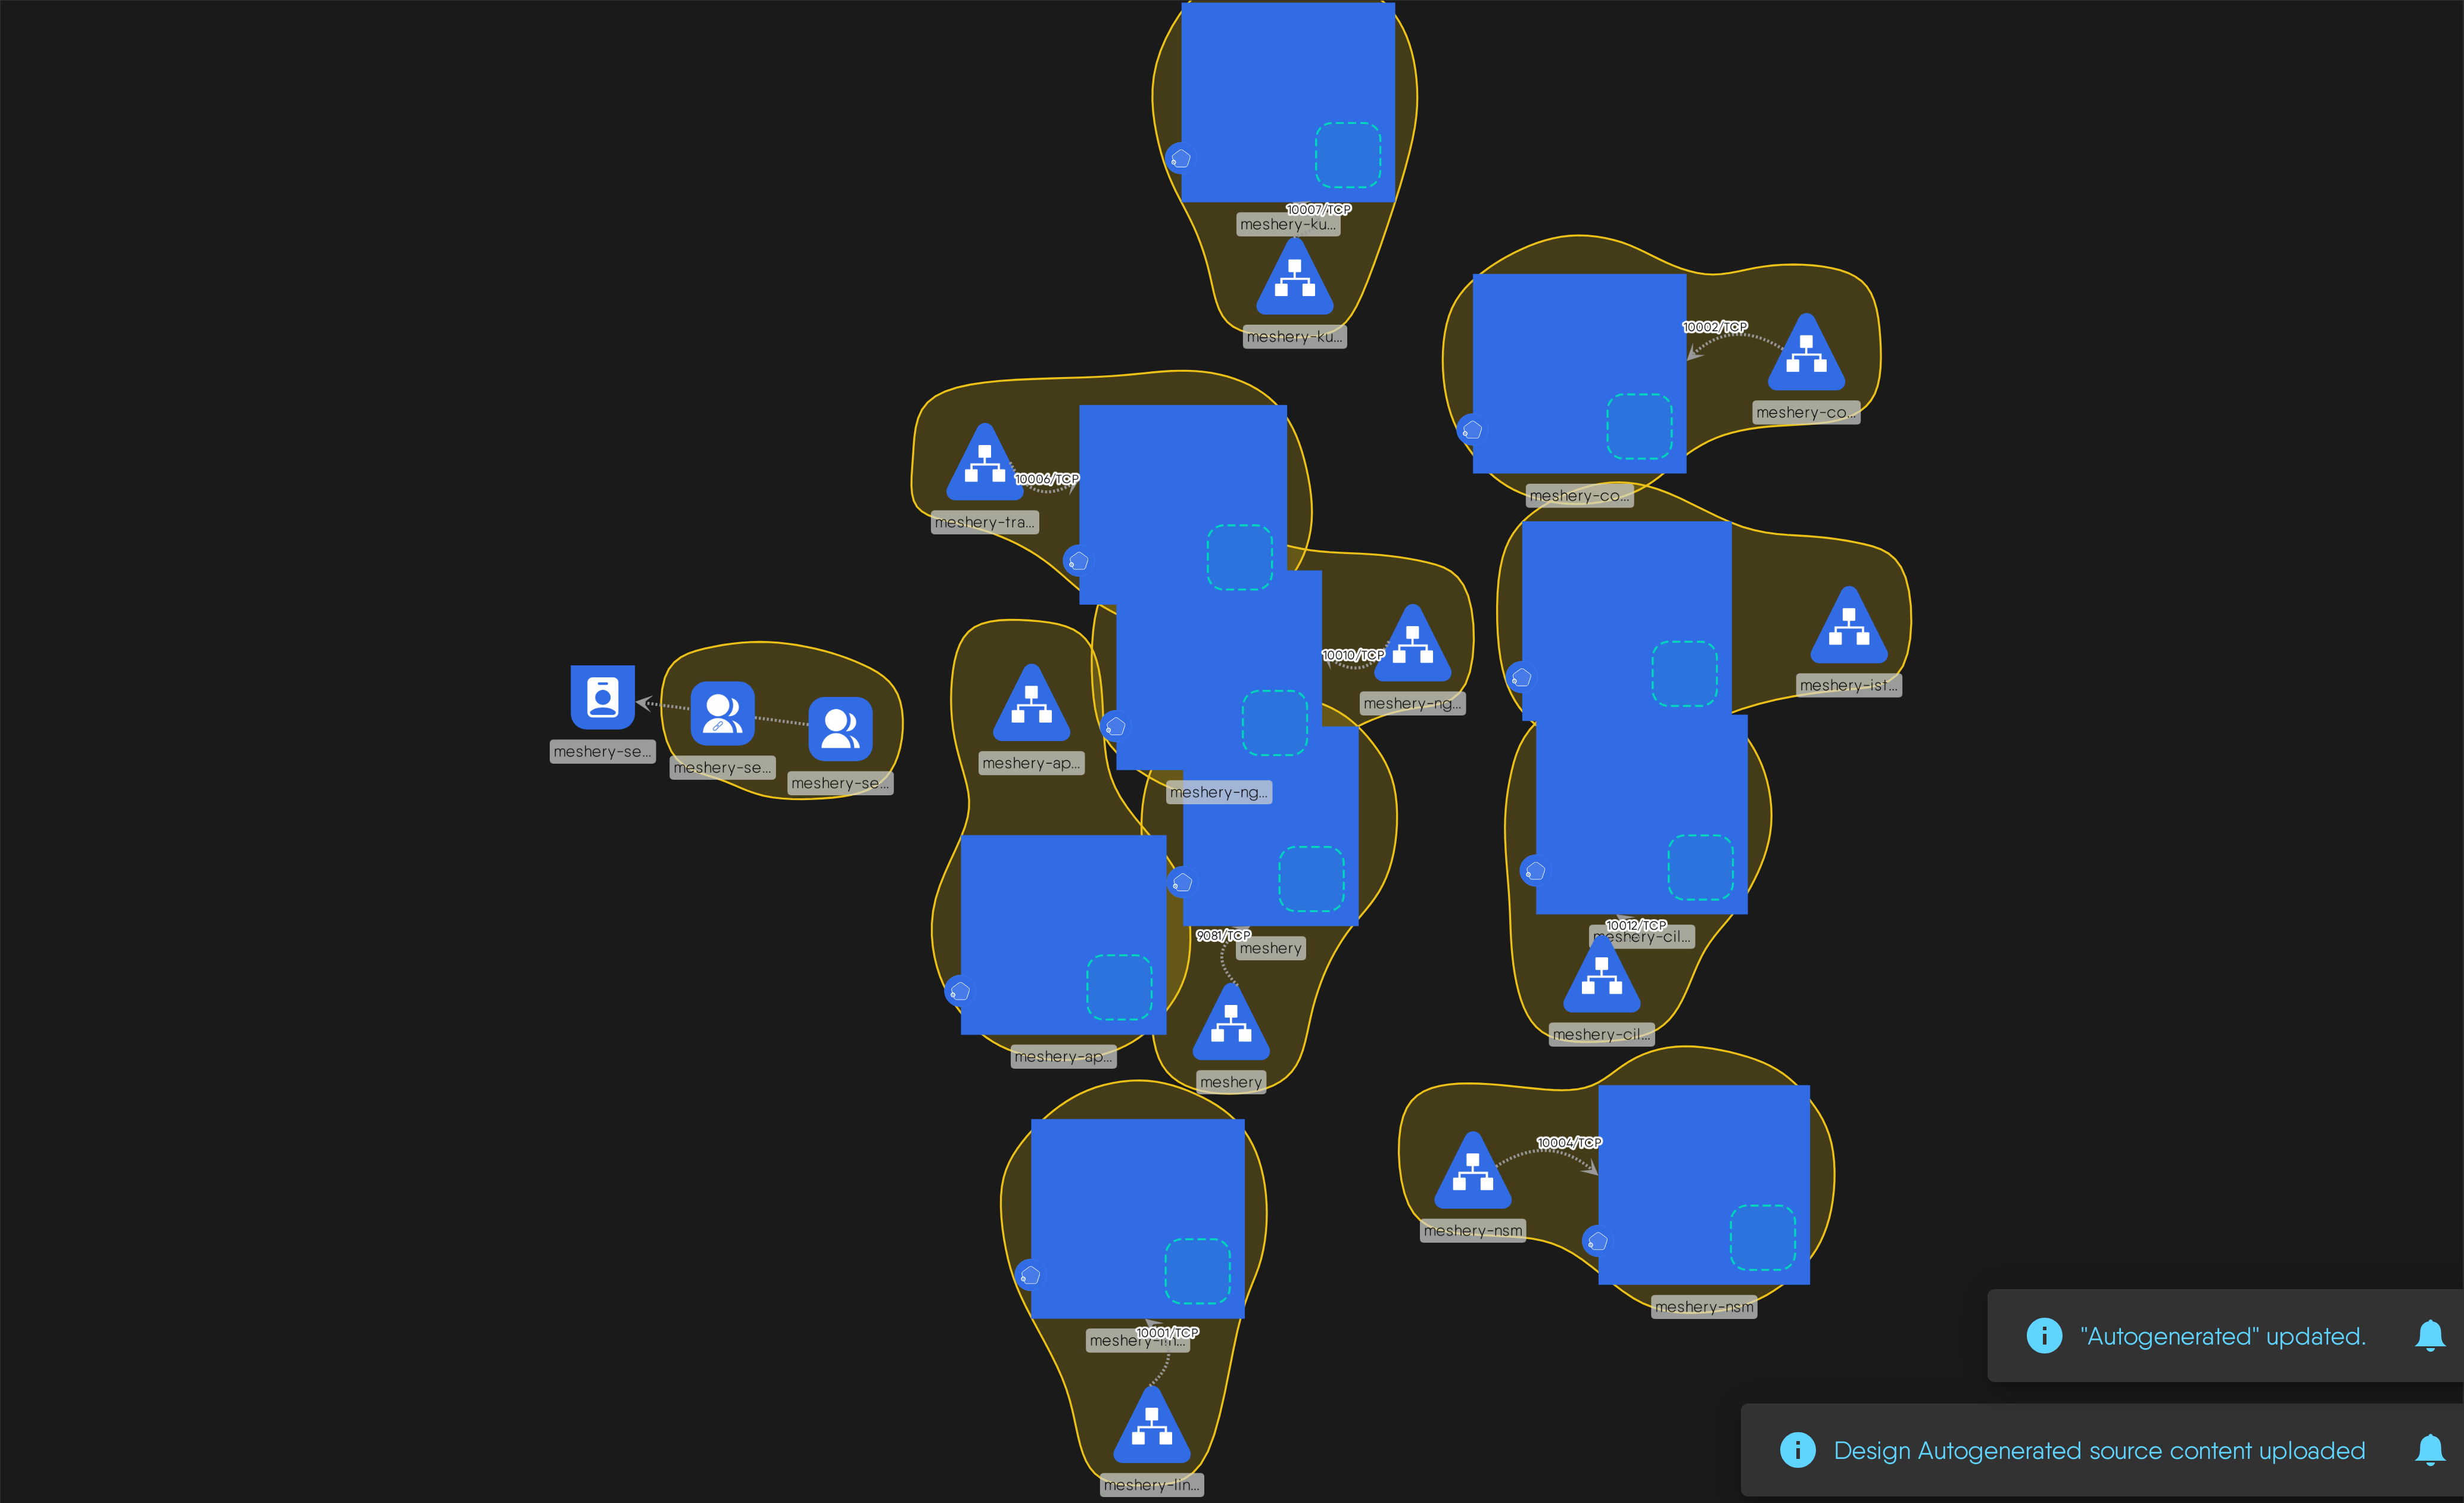 10007/TCP
meshery-ku...
meshery-ku...
10002/TCP
meshery-co...
meshery-co...
10006/TCP
meshery-tra...
10010/TCP
meshery-ng...
meshery-ist...
meshery-se...
meshery-se...
meshery-se...
meshery-ap...
meshery-ng...
9081/TCP
meshery
10012/TCP
meshery-cil...
meshery-cil...
meshery-ap...
meshery
10004/TCP
meshery-nsm
meshery-nsm
10001/TCP
meshery-lin...
meshery-lin...
"Autogenerated" updated.
Design Autogenerated source content uploaded